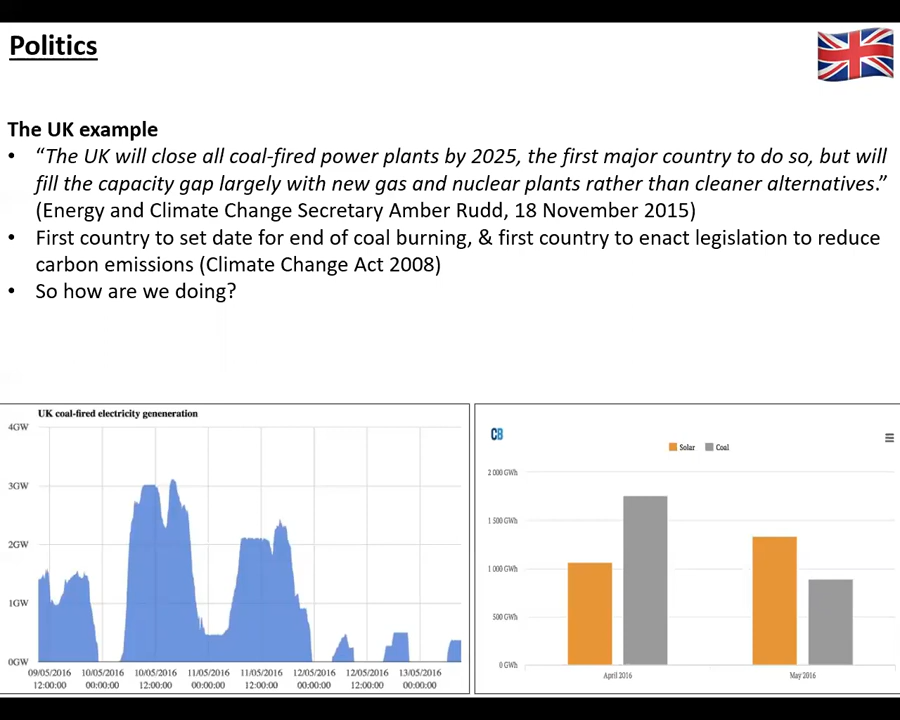 Politics
The UK example
• “The UK will close all coal-fired power plants by 2025, the first major country to do so, but will
fill the capacity gap largely with new gas and nuclear plants rather than cleaner alternatives.”
(Energy and Climate Change Secretary Amber Rudd, 18 November 2015)
• First country to set date for end of coal burning, & first country to enact legislation to reduce
carbon emissions (Climate Change Act 2008)
• So how are we doing?
UK coal-fired electricity geneneration
4GW
3GW
2GW
1GW
0GW
09/05/2016 10/05/2016 10/05/2016 11/05/2016 11/05/2016 12/05/2016 12/05/2016 13/05/2016
12:00:00 00:00:00 12:00:00 00:00:00 12:00:00 00:00:00 12:00:00 00:00:00
CB
Solar Coal
2 000 GWh
1 500 GWh
1 000 GWh
500 GWh
0 GWh
April 2016 May 2016